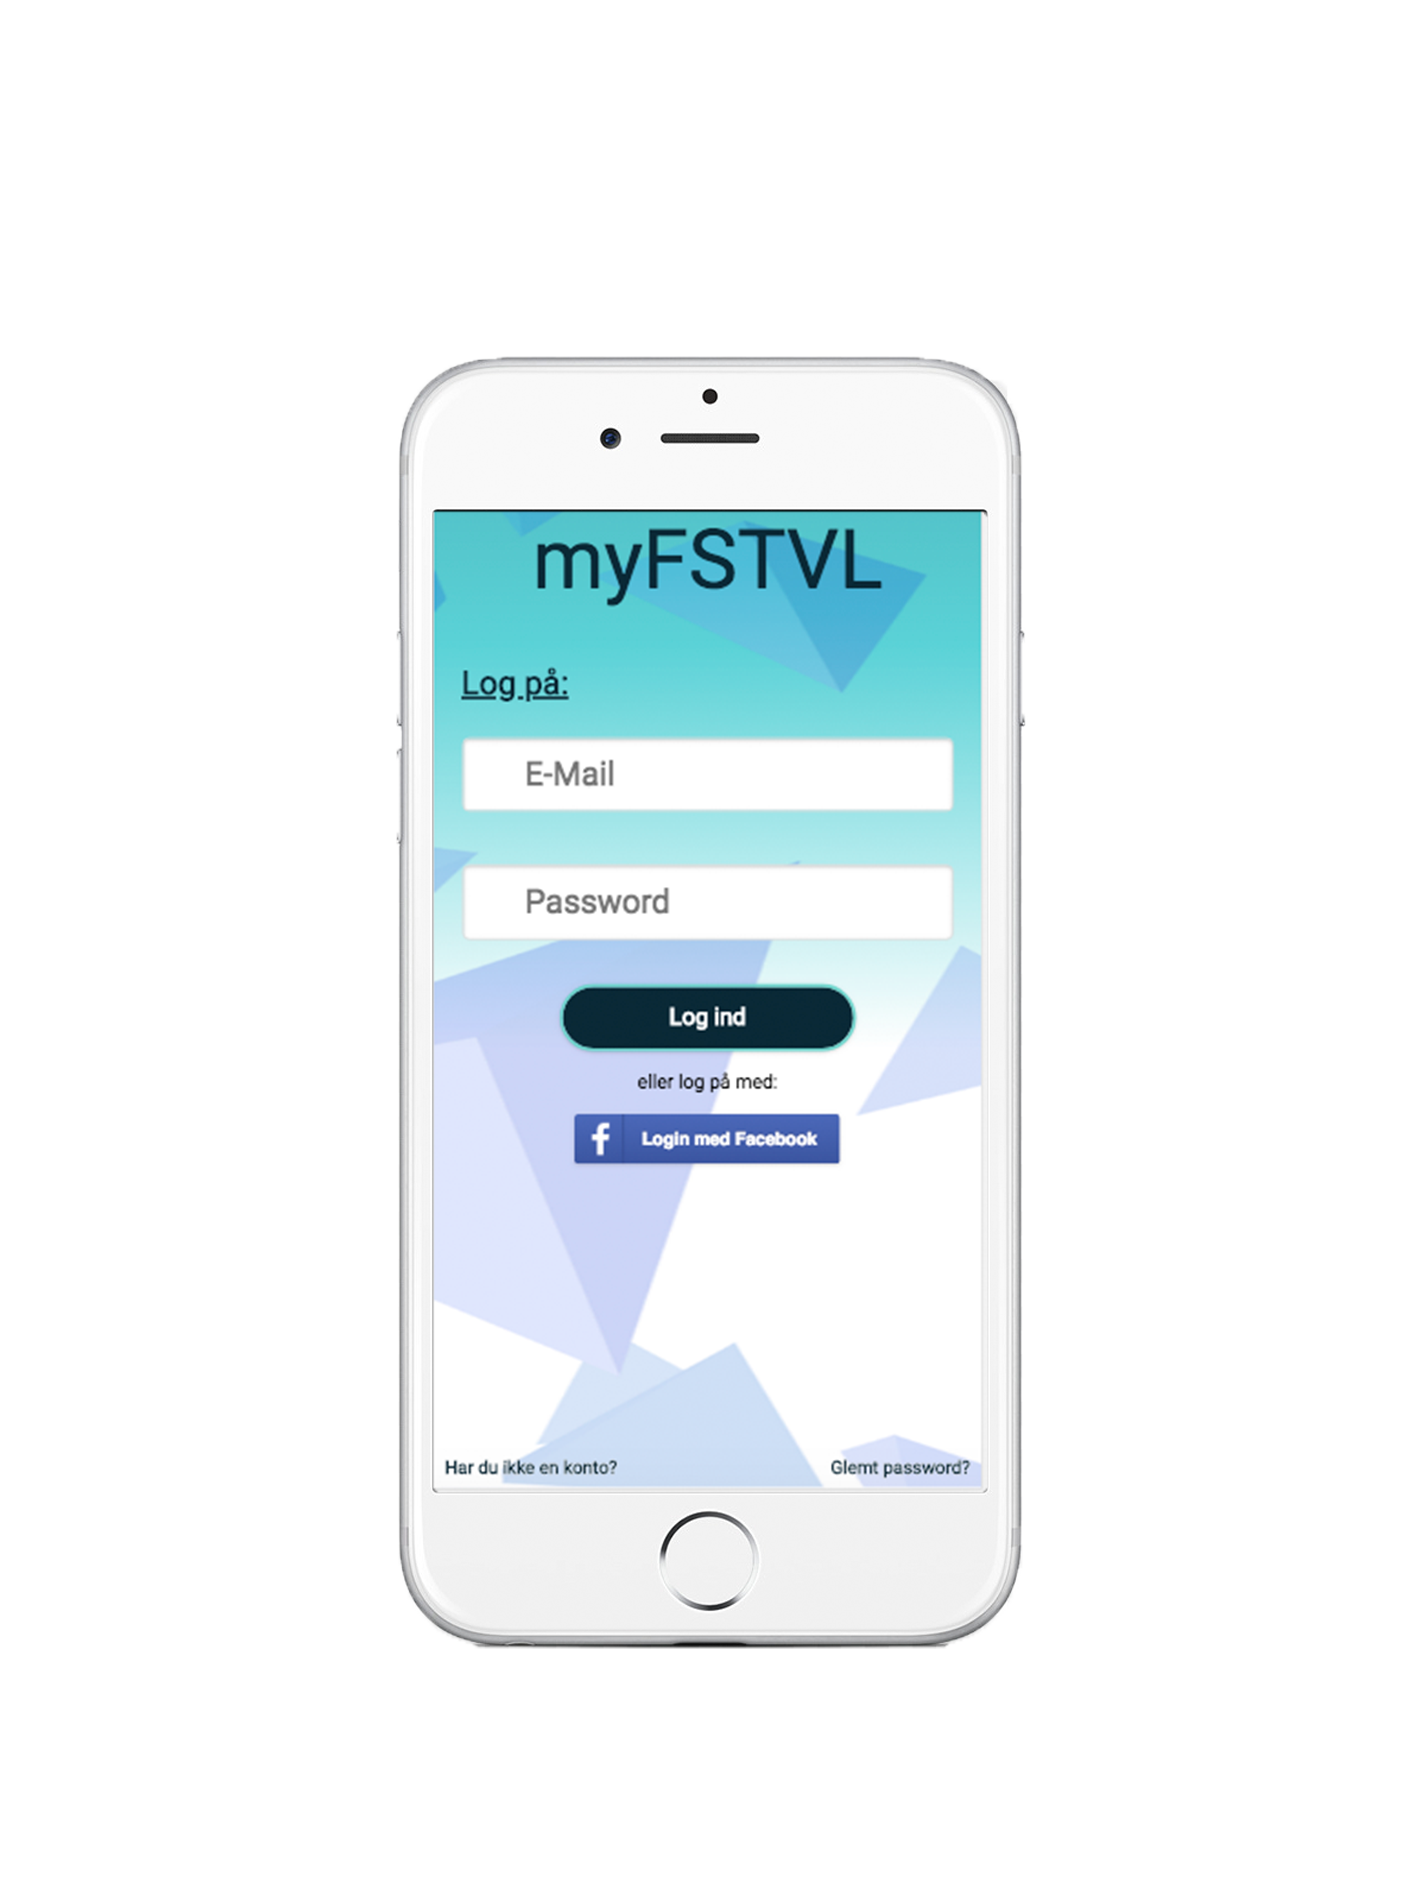 myFSTVL
Log på:
E-Mail
Password
Log ind
eller log på med:
f Login med Facebook
Har du ikke en konto? Glemt password?